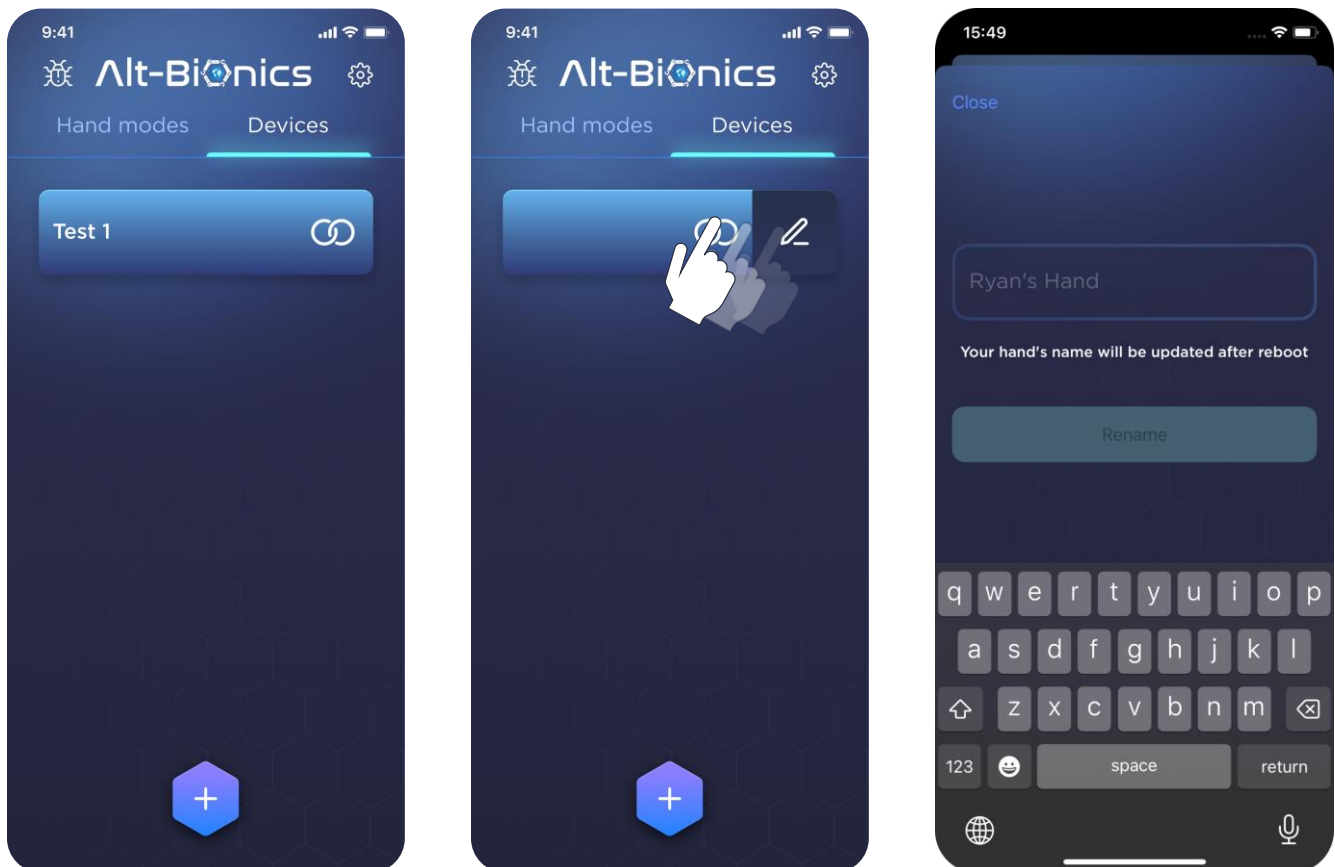 9:41
Alt-Bionics
Hand modes Devices
Test 1
9:41
Alt-Bionics
Hand modes Devices
15:49
Close
Ryan's Hand
Your hand's name will be updated after reboot
Rename
q w e r t y u i o p
a s d f g h j k l
z x c v b n m
123 space return